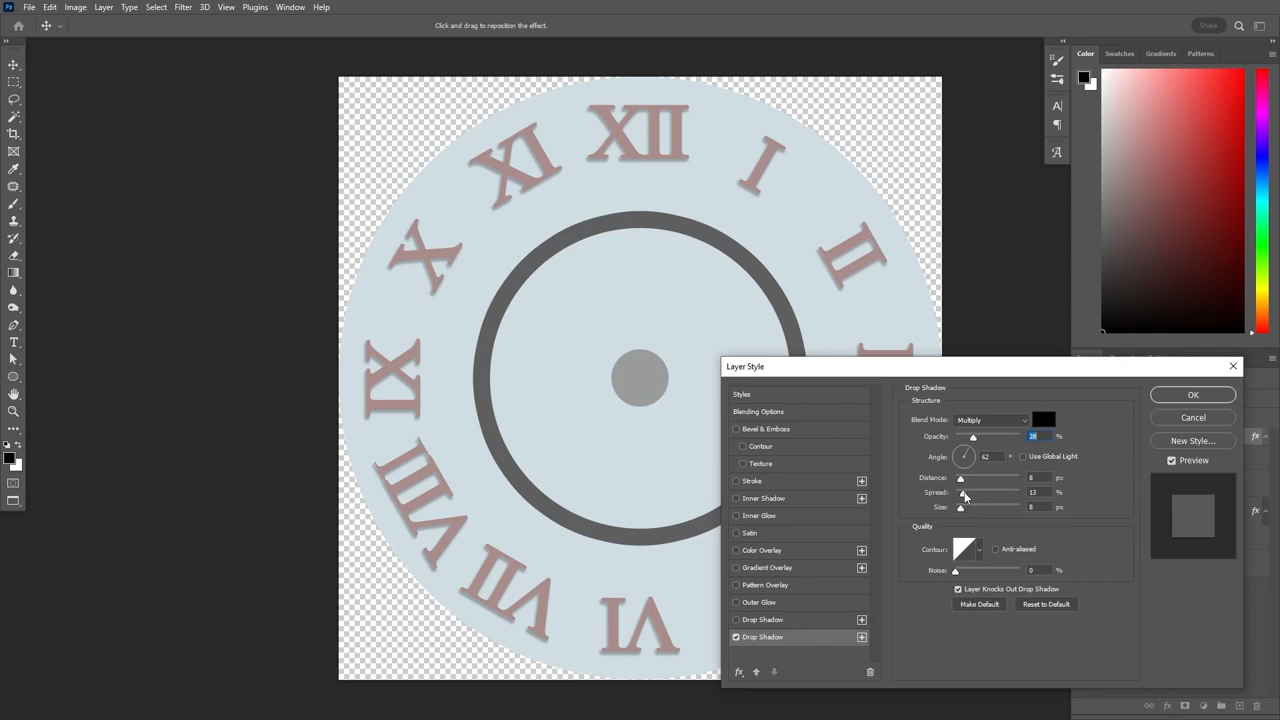 Ps File Edit Image Layer Type Select Filter 3D View Plugins Window Help
Click and drag to reposition the effect.
Share
Color Swatches Gradients Patterns
XII
I
II
VI
VII
VIII
IX
X
XI
Layer Style
Styles
Blending Options
Bevel & Emboss
Contour
Texture
Stroke
Inner Shadow
Inner Glow
Satin
Color Overlay
Gradient Overlay
Pattern Overlay
Outer Glow
Drop Shadow
Drop Shadow
fx
Drop Shadow
Structure
Blend Mode: Multiply
Opacity: 28 %
Angle: 62 ° Use Global Light
Distance: 8 px
Spread: 13 %
Size: 8 px
Quality
Contour: Anti-aliased
Noise: 0 %
Layer Knocks Out Drop Shadow
Make Default Reset to Default
OK
Cancel
New Style...
Preview
fx
fx
fx